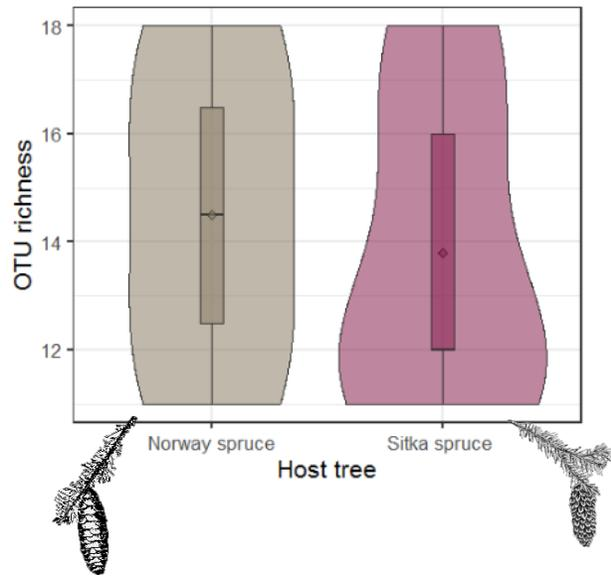 18
16
14
12
OTU richness
Norway spruce
Sitka spruce
Host tree